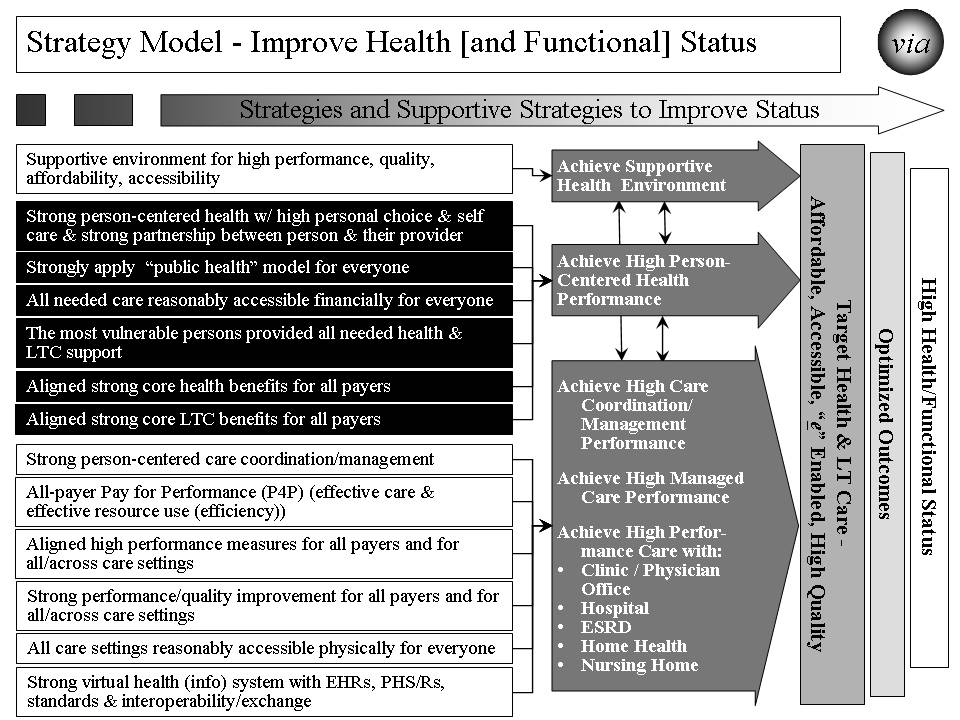 Strategy Model - Improve Health [and Functional] Status
via
Strategies and Supportive Strategies to Improve Status
Supportive environment for high performance, quality,
affordability, accessibility
Strong person-centered health w/ high personal choice & self
care & strong partnership between person & their provider
Strongly apply “public health” model for everyone
All needed care reasonably accessible financially for everyone
The most vulnerable persons provided all needed health &
LTC support
Aligned strong core health benefits for all payers
Aligned strong core LTC benefits for all payers
Strong person-centered care coordination/management
All-payer Pay for Performance (P4P) (effective care &
effective resource use (efficiency))
Aligned high performance measures for all payers and for
all/across care settings
Strong performance/quality improvement for all payers and for
all/across care settings
All care settings reasonably accessible physically for everyone
Strong virtual health (info) system with EHRs, PHS/Rs,
standards & interoperability/exchange
Achieve Supportive
Health Environment
Achieve High Person-
Centered Health
Performance
Achieve High Care
Coordination/
Management
Performance
Achieve High Managed
Care Performance
Achieve High Perfor-
mance Care with:
• Clinic / Physician
Office
• Hospital
• ESRD
• Home Health
• Nursing Home
Target Health & LT Care -
Affordable, Accessible, “e” Enabled, High Quality
Optimized Outcomes
High Health/Functional Status